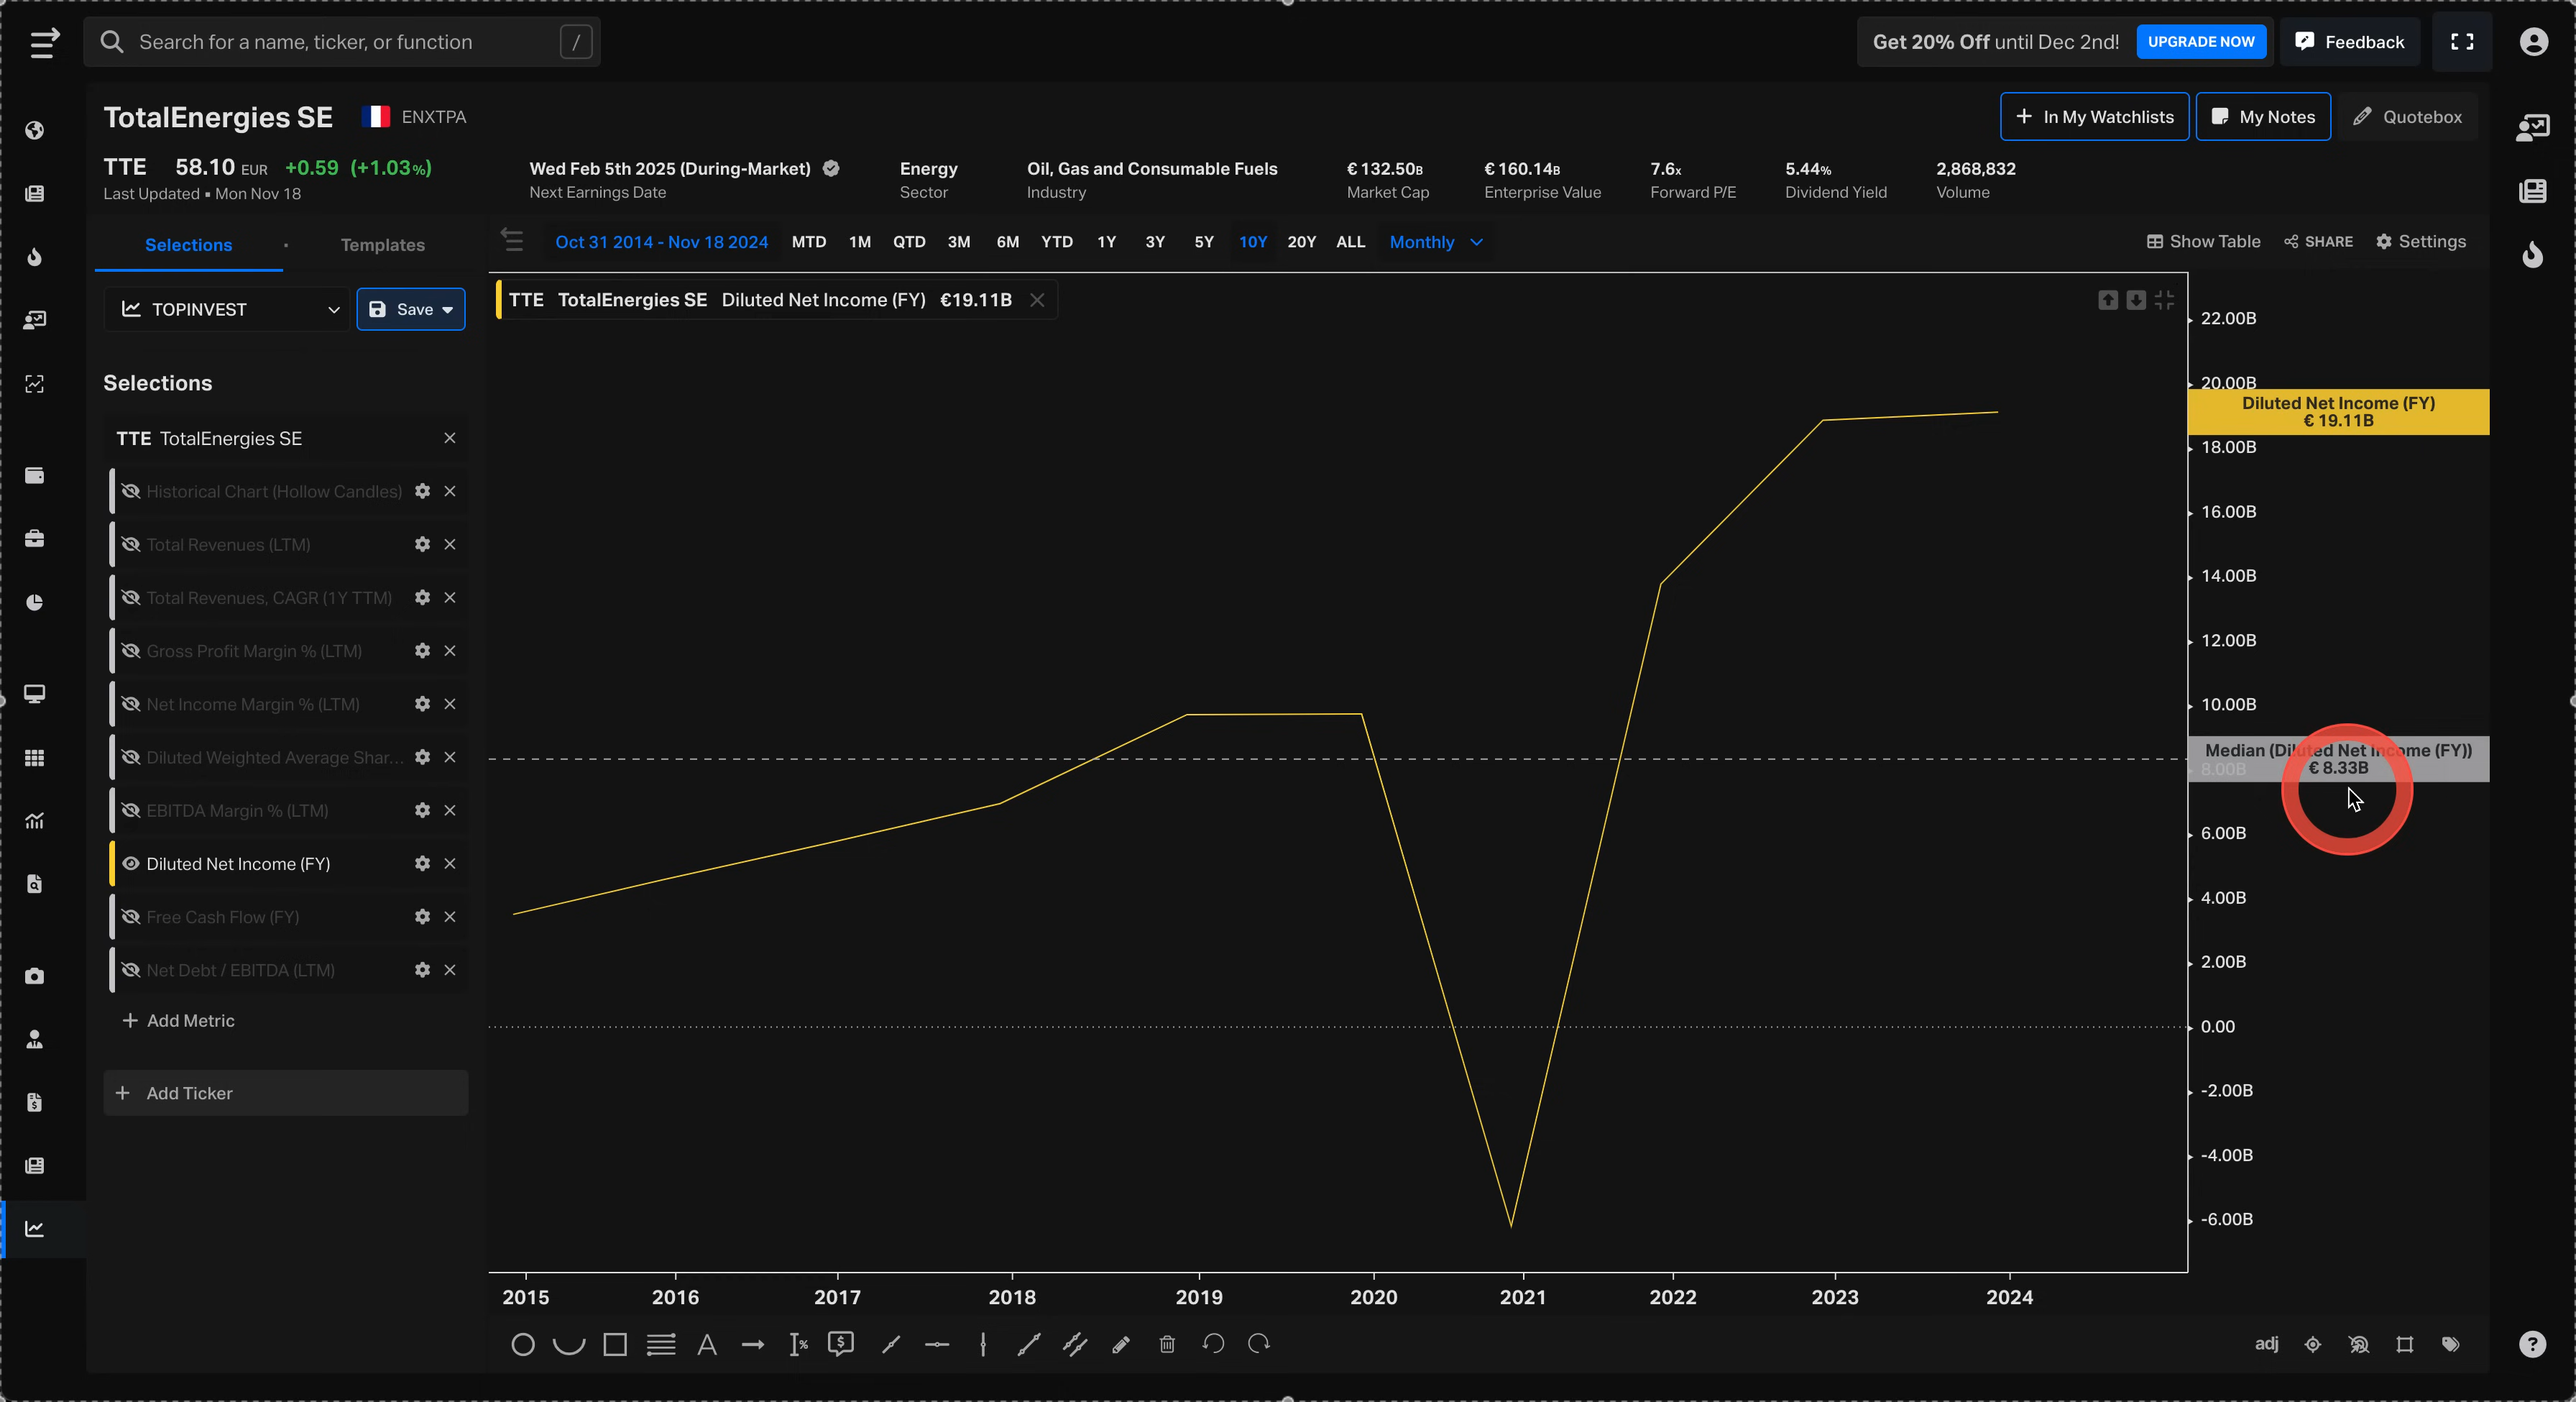 Search for a name, ticker, or function /
Get 20% Off until Dec 2nd! UPGRADE NOW Feedback
TotalEnergies SE ENXTPA
In My Watchlists My Notes Quotebox
TTE 58.10 EUR +0.59 (+1.03%)
Last Updated ▪ Mon Nov 18
Wed Feb 5th 2025 (During-Market)
Next Earnings Date
Energy
Sector
Oil, Gas and Consumable Fuels
Industry
€132.50B
Market Cap
€160.14B
Enterprise Value
7.6x
Forward P/E
5.44%
Dividend Yield
2,868,832
Volume
Selections · Templates
Oct 31 2014 - Nov 18 2024 MTD 1M QTD 3M 6M YTD 1Y 3Y 5Y 10Y 20Y ALL Monthly
Show Table SHARE Settings
TOPINVEST Save
Selections
TTE TotalEnergies SE
Historical Chart (Hollow Candles)
Total Revenues (LTM)
Total Revenues, CAGR (1Y TTM)
Gross Profit Margin % (LTM)
Net Income Margin % (LTM)
Diluted Weighted Average Shar...
EBITDA Margin % (LTM)
Diluted Net Income (FY)
Free Cash Flow (FY)
Net Debt / EBITDA (LTM)
+ Add Metric
+ Add Ticker
TTE TotalEnergies SE Diluted Net Income (FY) €19.11B
22.00B
20.00B
Diluted Net Income (FY)
€ 19.11B
18.00B
16.00B
14.00B
12.00B
10.00B
Median (Diluted Net Income (FY))
€ 8.33B
8.00B
6.00B
4.00B
2.00B
0.00
-2.00B
-4.00B
-6.00B
2015 2016 2017 2018 2019 2020 2021 2022 2023 2024
A % $ adj ?